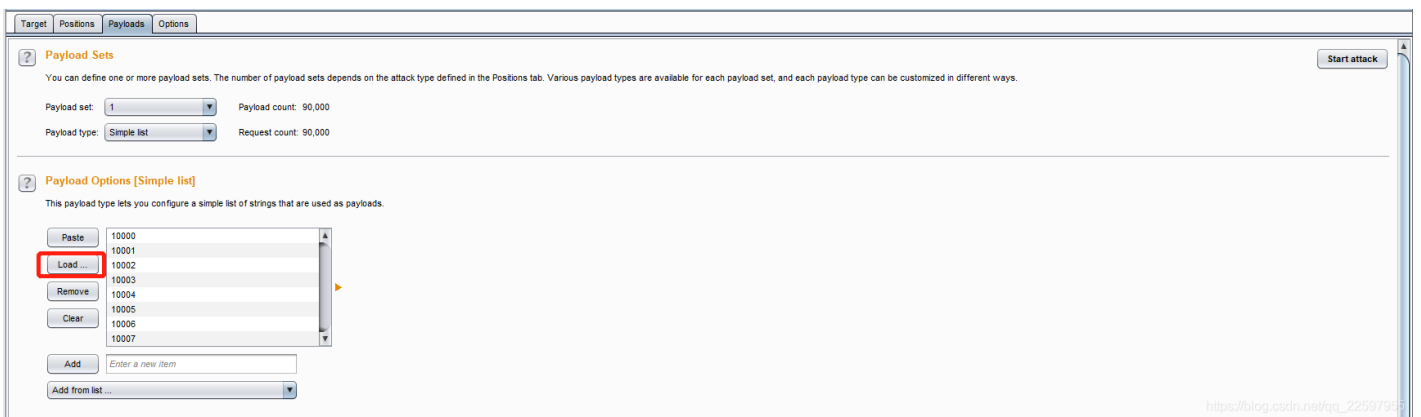 Target Positions Payloads Options
? Payload Sets
Start attack
You can define one or more payload sets. The number of payload sets depends on the attack type defined in the Positions tab. Various payload types are available for each payload set, and each payload type can be customized in different ways.
Payload set: 1 Payload count: 90,000
Payload type: Simple list Request count: 90,000
? Payload Options [Simple list]
This payload type lets you configure a simple list of strings that are used as payloads.
Paste
Load ...
Remove
Clear
10000
10001
10002
10003
10004
10005
10006
10007
Add Enter a new item
Add from list ...
https://blog.csdn.net/qq_22597955